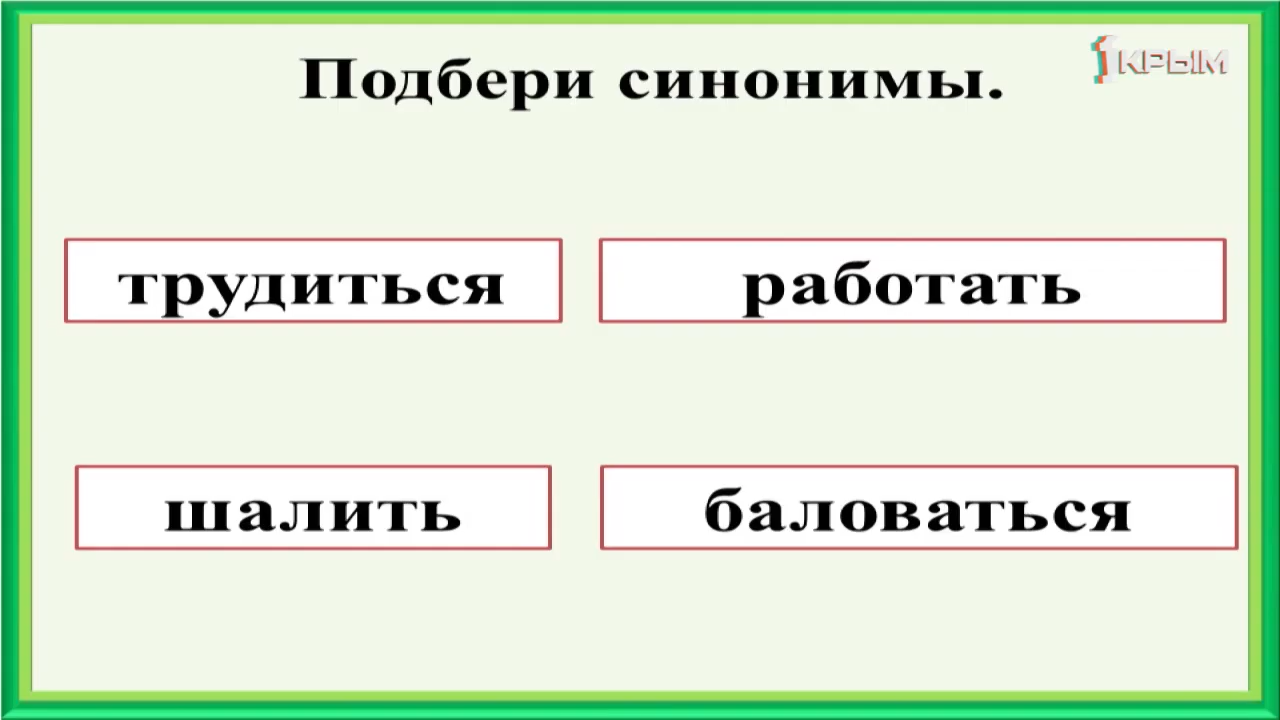 Подбери синонимы.
1КРЫМ
трудиться работать
шалить баловаться